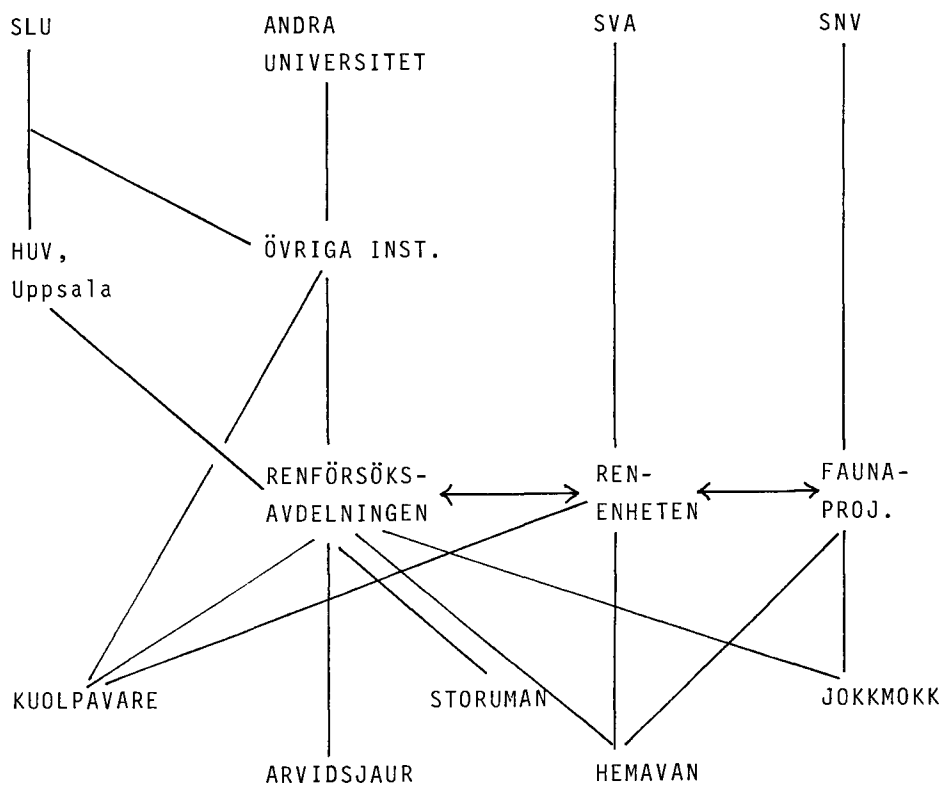 SLU
ANDRA
UNIVERSITET
SVA
SNV
HUV,
Uppsala
ÖVRIGA INST.
RENFÖRSÖKS-
AVDELNINGEN
REN-
ENHETEN
FAUNA-
PROJ.
KUOLPAVARE
STORUMAN
JOKKMOKK
ARVIDSJAUR
HEMAVAN